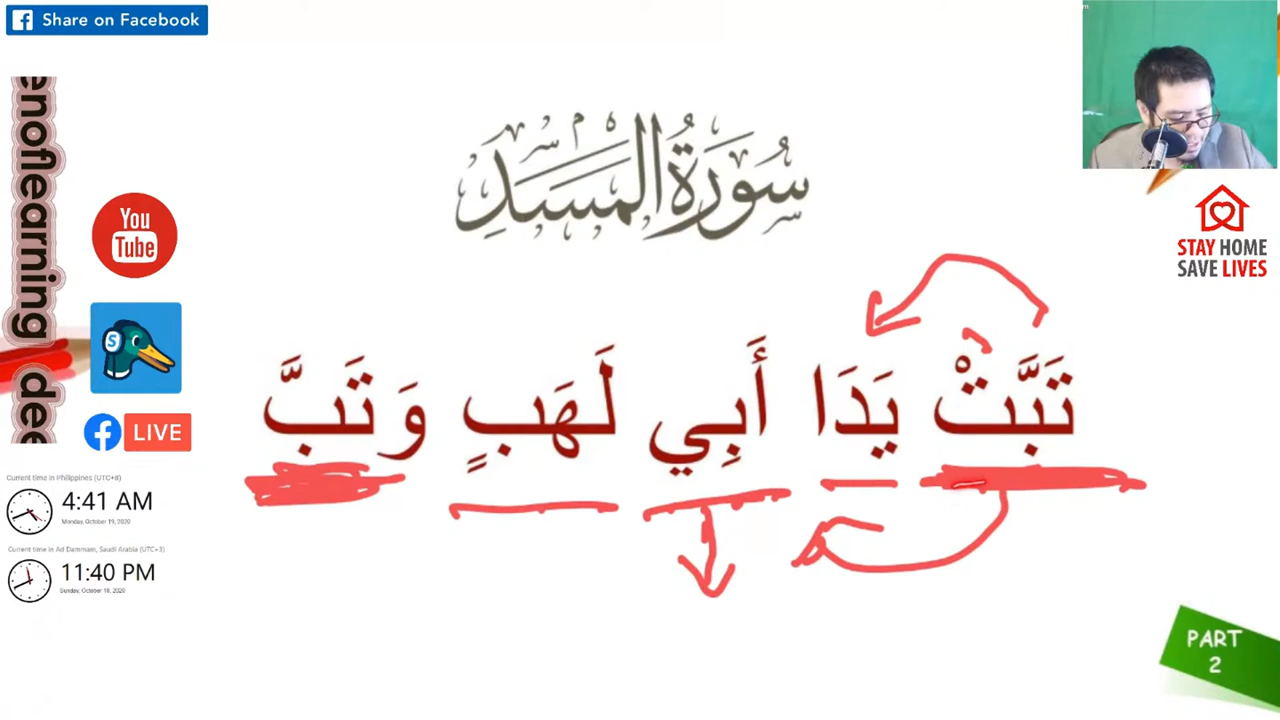 Share on Facebook
enoflearning dee
You
Tube
S
LIVE
Current time in Philippines (UTC+8)
4:41 AM
Monday, October 19, 2020
Current time in Ad Dammam, Saudi Arabia (UTC+3)
11:40 PM
Sunday, October 18, 2020
سُورَةُ الْمَسَدِ
تَبَّتْ يَدَا أَبِي لَهَبٍ وَتَبَّ
STAY HOME
SAVE LIVES
PART
2